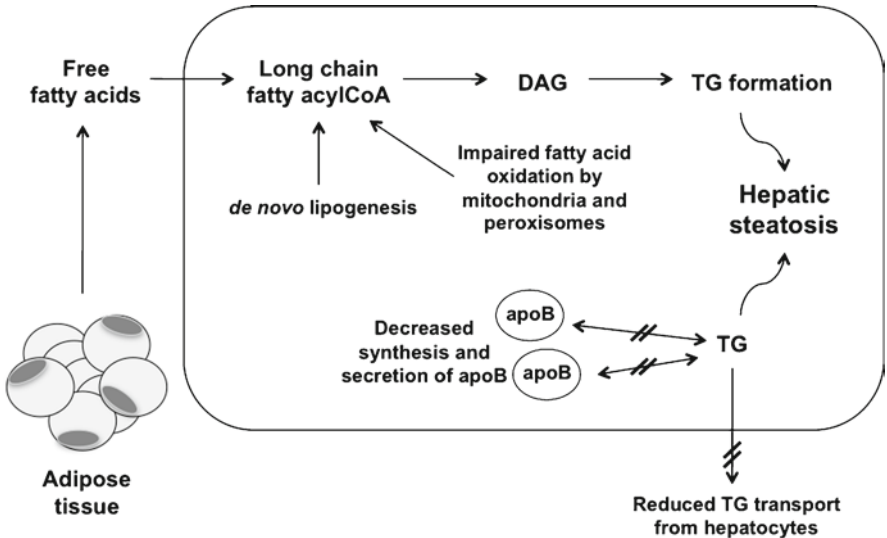 Free
fatty acids
Long chain
fatty acylCoA
DAG
TG formation
Impaired fatty acid
oxidation by
mitochondria and
peroxisomes
de novo lipogenesis
Hepatic
steatosis
apoB
Decreased
synthesis and
secretion of apoB
apoB
TG
Adipose
tissue
Reduced TG transport
from hepatocytes